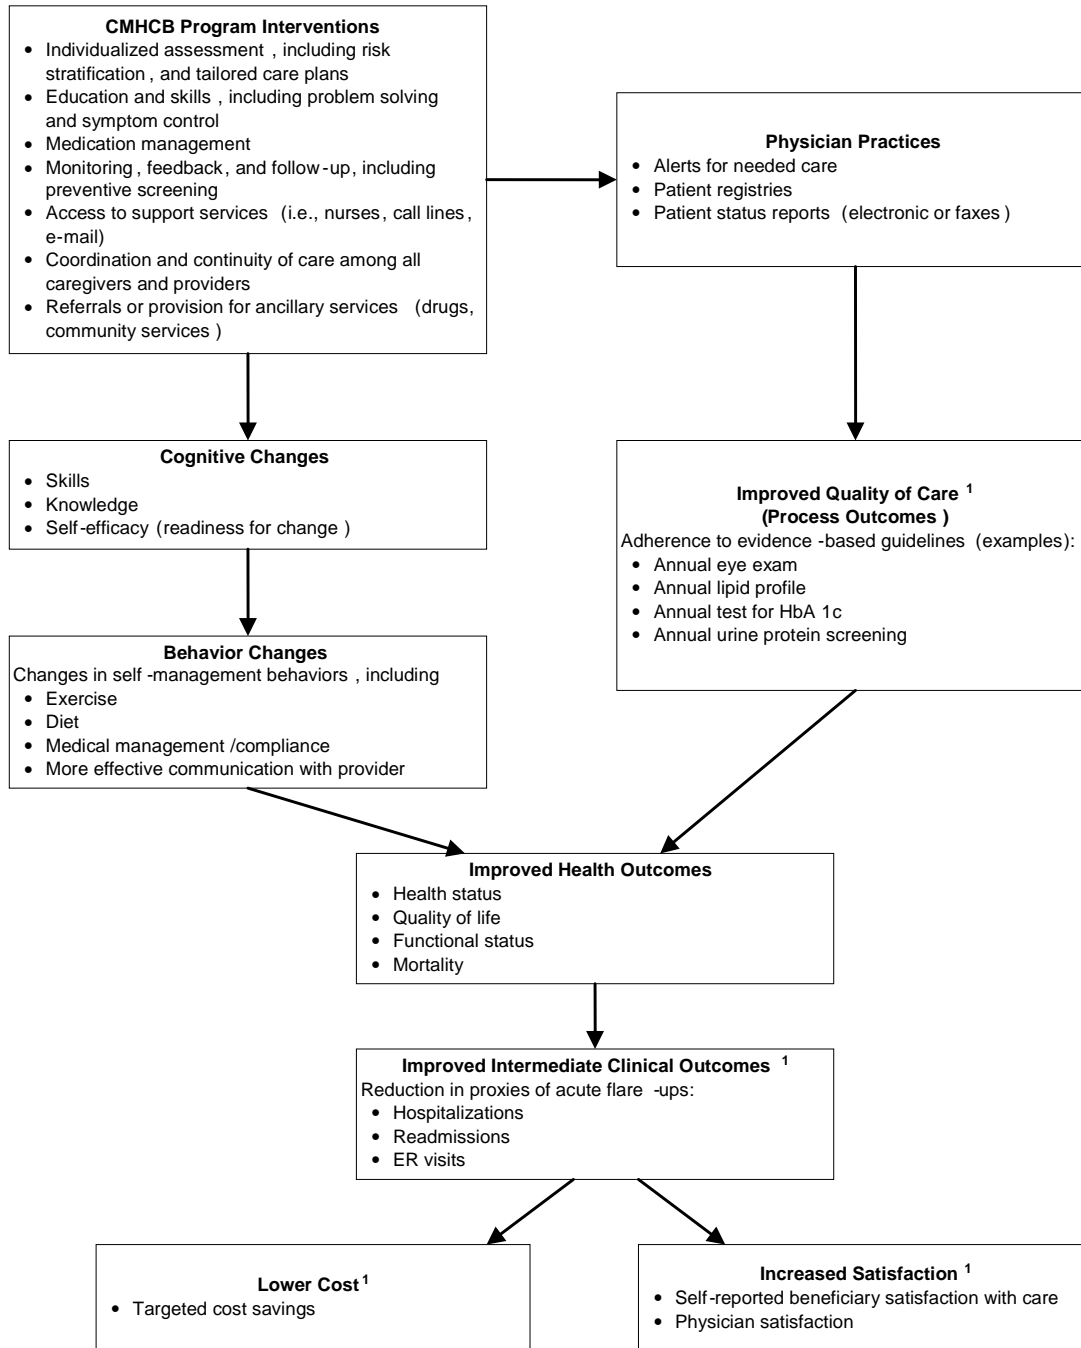 CMHCB Program Interventions
• Individualized assessment , including risk
stratification , and tailored care plans
• Education and skills , including problem solving
and symptom control
• Medication management
• Monitoring , feedback, and follow-up, including
preventive screening
• Access to support services (i.e., nurses, call lines,
e-mail)
• Coordination and continuity of care among all
caregivers and providers
• Referrals or provision for ancillary services (drugs,
community services )
Physician Practices
• Alerts for needed care
• Patient registries
• Patient status reports (electronic or faxes )
Cognitive Changes
• Skills
• Knowledge
• Self-efficacy (readiness for change )
Improved Quality of Care 1
(Process Outcomes )
Adherence to evidence -based guidelines (examples):
• Annual eye exam
• Annual lipid profile
• Annual test for HbA 1c
• Annual urine protein screening
Behavior Changes
Changes in self -management behaviors , including
• Exercise
• Diet
• Medical management /compliance
• More effective communication with provider
Improved Health Outcomes
• Health status
• Quality of life
• Functional status
• Mortality
Improved Intermediate Clinical Outcomes 1
Reduction in proxies of acute flare -ups:
• Hospitalizations
• Readmissions
• ER visits
Lower Cost 1
• Targeted cost savings
Increased Satisfaction 1
• Self-reported beneficiary satisfaction with care
• Physician satisfaction